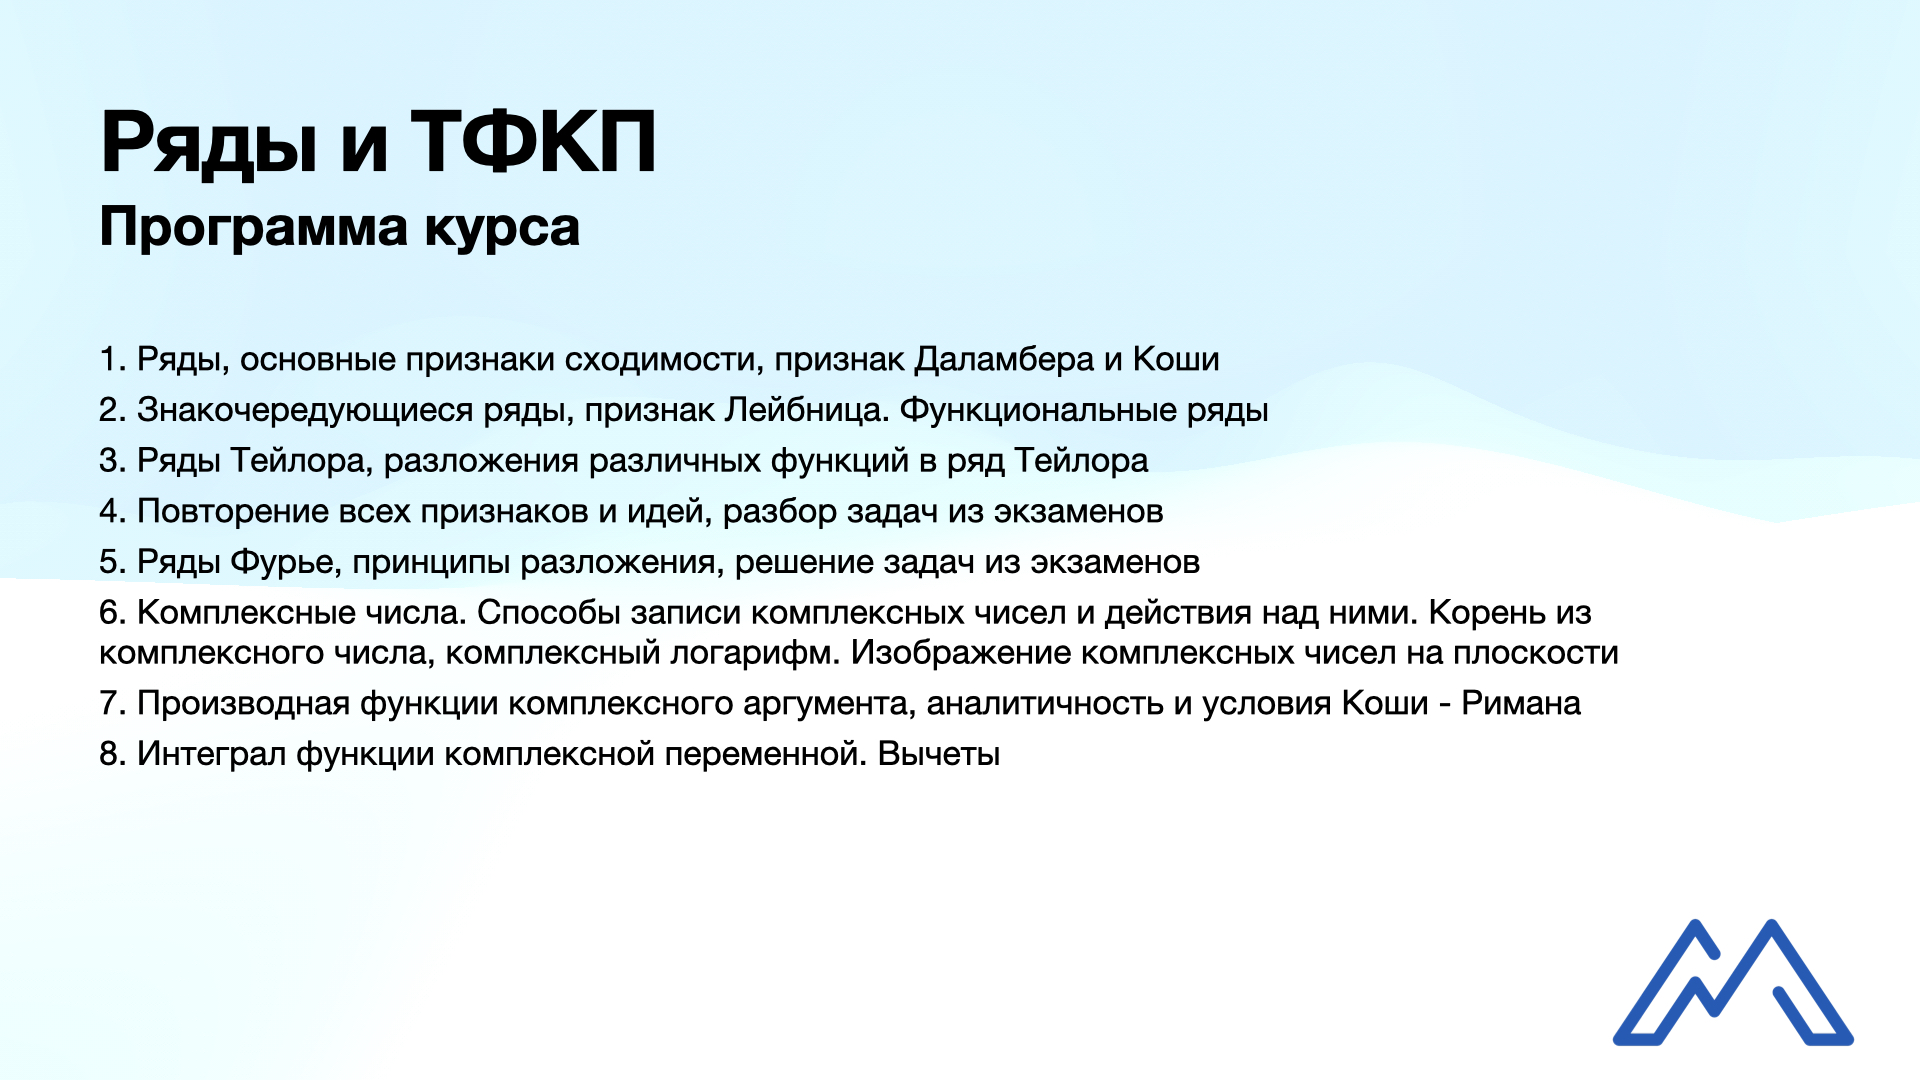 Ряды и ТФКП
Программа курса
1. Ряды, основные признаки сходимости, признак Даламбера и Коши
2. Знакочередующиеся ряды, признак Лейбница. Функциональные ряды
3. Ряды Тейлора, разложения различных функций в ряд Тейлора
4. Повторение всех признаков и идей, разбор задач из экзаменов
5. Ряды Фурье, принципы разложения, решение задач из экзаменов
6. Комплексные числа. Способы записи комплексных чисел и действия над ними. Корень из
комплексного числа, комплексный логарифм. Изображение комплексных чисел на плоскости
7. Производная функции комплексного аргумента, аналитичность и условия Коши - Римана
8. Интеграл функции комплексной переменной. Вычеты